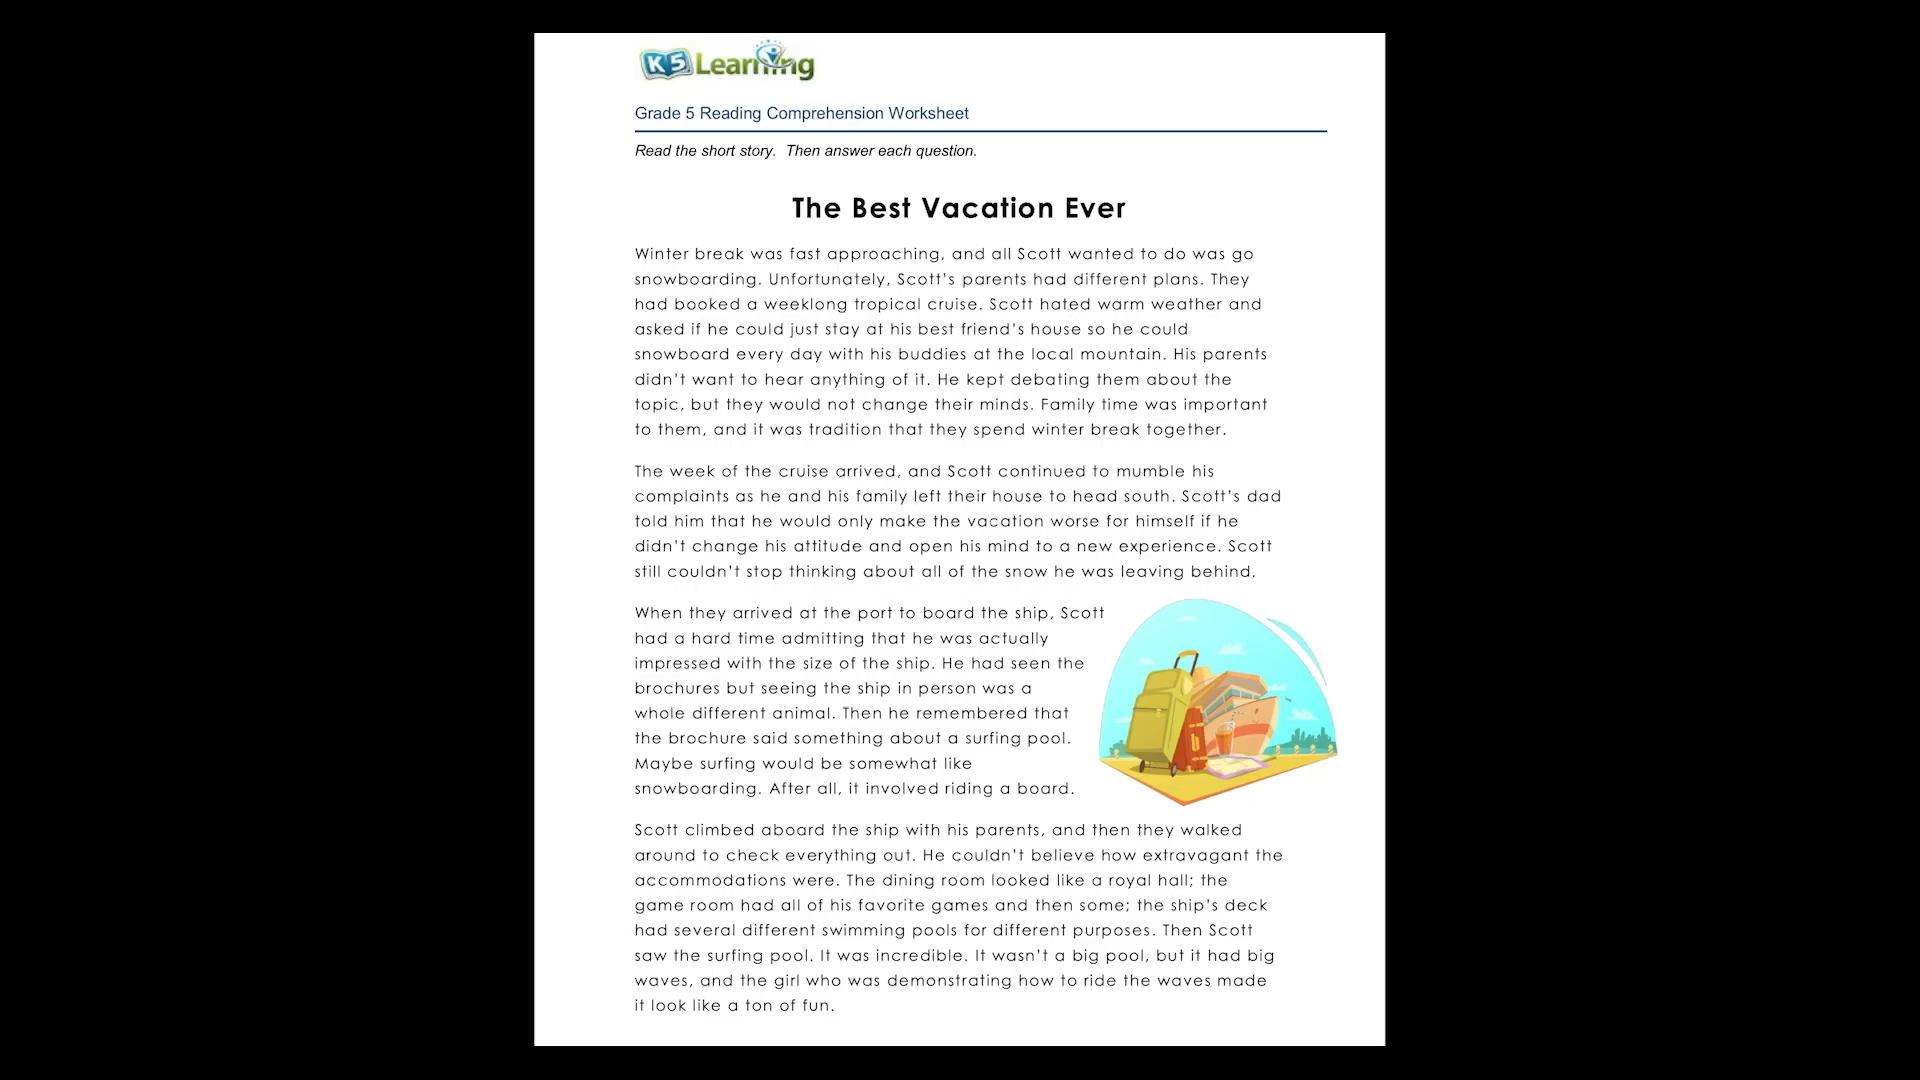 K5 Learning
Grade 5 Reading Comprehension Worksheet
Read the short story.  Then answer each question.
The Best Vacation Ever
Winter break was fast approaching, and all Scott wanted to do was go
snowboarding. Unfortunately, Scott's parents had different plans. They
had booked a weeklong tropical cruise. Scott hated warm weather and
asked if he could just stay at his best friend's house so he could
snowboard every day with his buddies at the local mountain. His parents
didn't want to hear anything of it. He kept debating them about the
topic, but they would not change their minds. Family time was important
to them, and it was tradition that they spend winter break together.
The week of the cruise arrived, and Scott continued to mumble his
complaints as he and his family left their house to head south. Scott's dad
told him that he would only make the vacation worse for himself if he
didn't change his attitude and open his mind to a new experience. Scott
still couldn't stop thinking about all of the snow he was leaving behind.
When they arrived at the port to board the ship, Scott
had a hard time admitting that he was actually
impressed with the size of the ship. He had seen the
brochures but seeing the ship in person was a
whole different animal. Then he remembered that
the brochure said something about a surfing pool.
Maybe surfing would be somewhat like
snowboarding. After all, it involved riding a board.
Scott climbed aboard the ship with his parents, and then they walked
around to check everything out. He couldn't believe how extravagant the
accommodations were. The dining room looked like a royal hall; the
game room had all of his favorite games and then some; the ship's deck
had several different swimming pools for different purposes. Then Scott
saw the surfing pool. It was incredible. It wasn't a big pool, but it had big
waves, and the girl who was demonstrating how to ride the waves made
it look like a ton of fun.